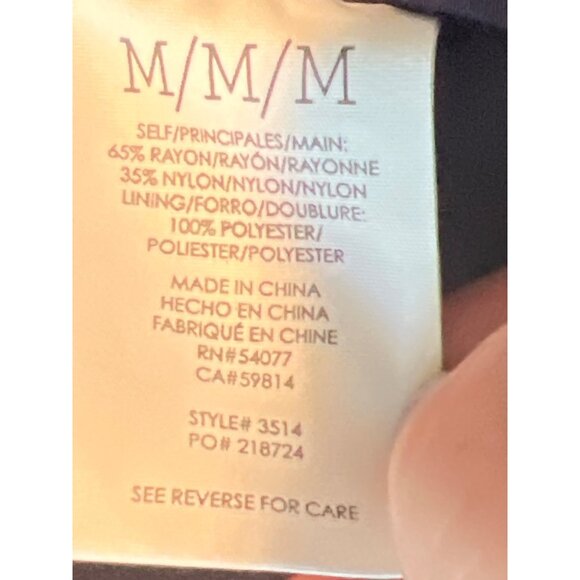 M/M/M
SELF/PRINCIPALES/MAIN:
65% RAYON/RAYÓN/RAYONNE
35% NYLON/NYLON/NYLON
LINING/FORRO/DOUBLURE:
100% POLYESTER/
POLIESTER/POLYESTER
MADE IN CHINA
HECHO EN CHINA
FABRIQUÉ EN CHINE
RN#54077
CA#59814
STYLE# 3514
PO# 218724
SEE REVERSE FOR CARE